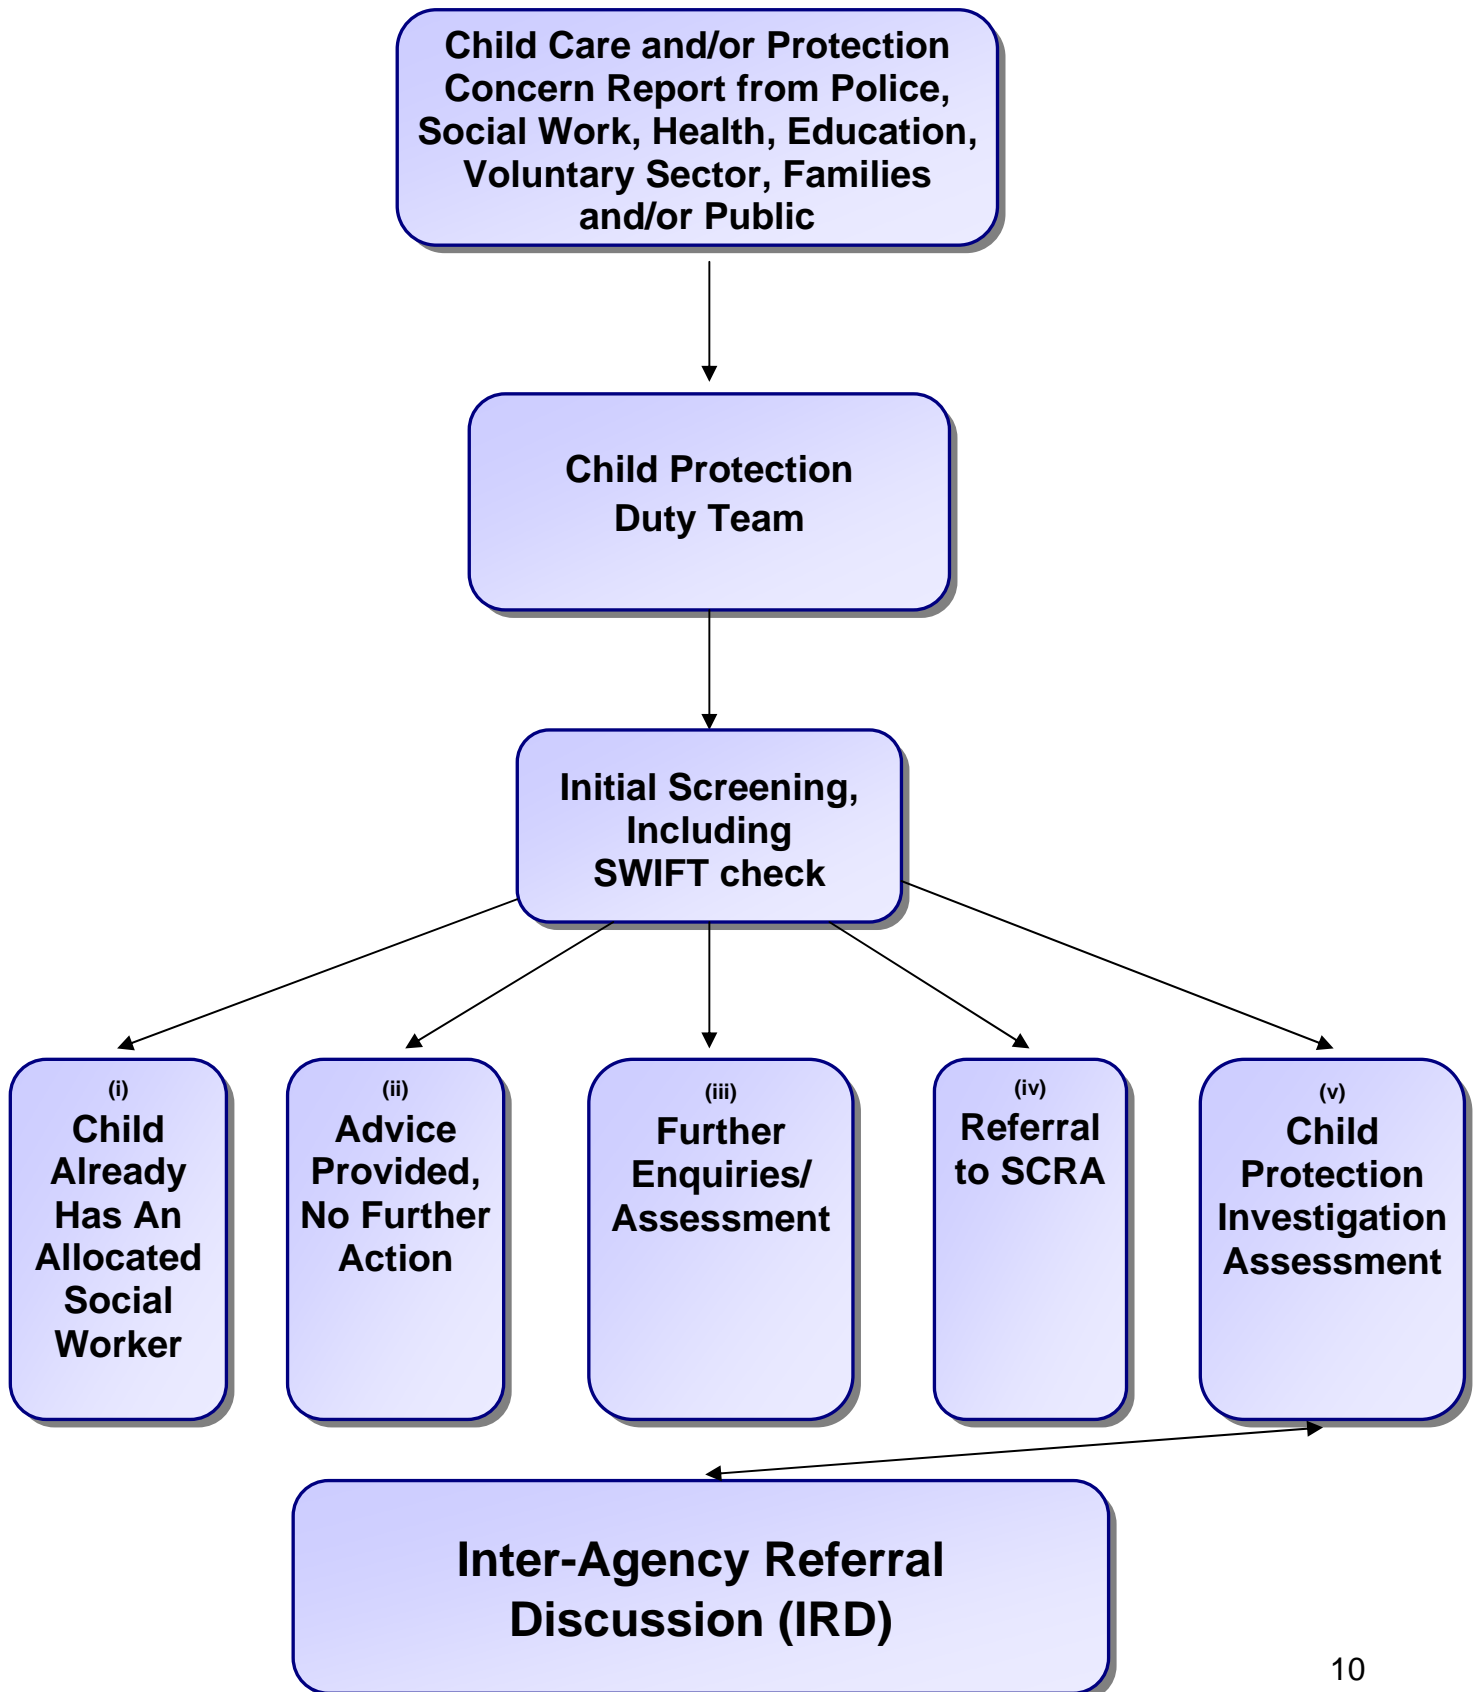 Child Care and/or Protection
Concern Report from Police,
Social Work, Health, Education,
Voluntary Sector, Families
and/or Public
Child Protection
Duty Team
Initial Screening,
Including
SWIFT check
(i)
Child
Already
Has An
Allocated
Social
Worker
(ii)
Advice
Provided,
No Further
Action
(iii)
Further
Enquiries/
Assessment
(iv)
Referral
to SCRA
(v)
Child
Protection
Investigation
Assessment
Inter-Agency Referral
Discussion (IRD)
10